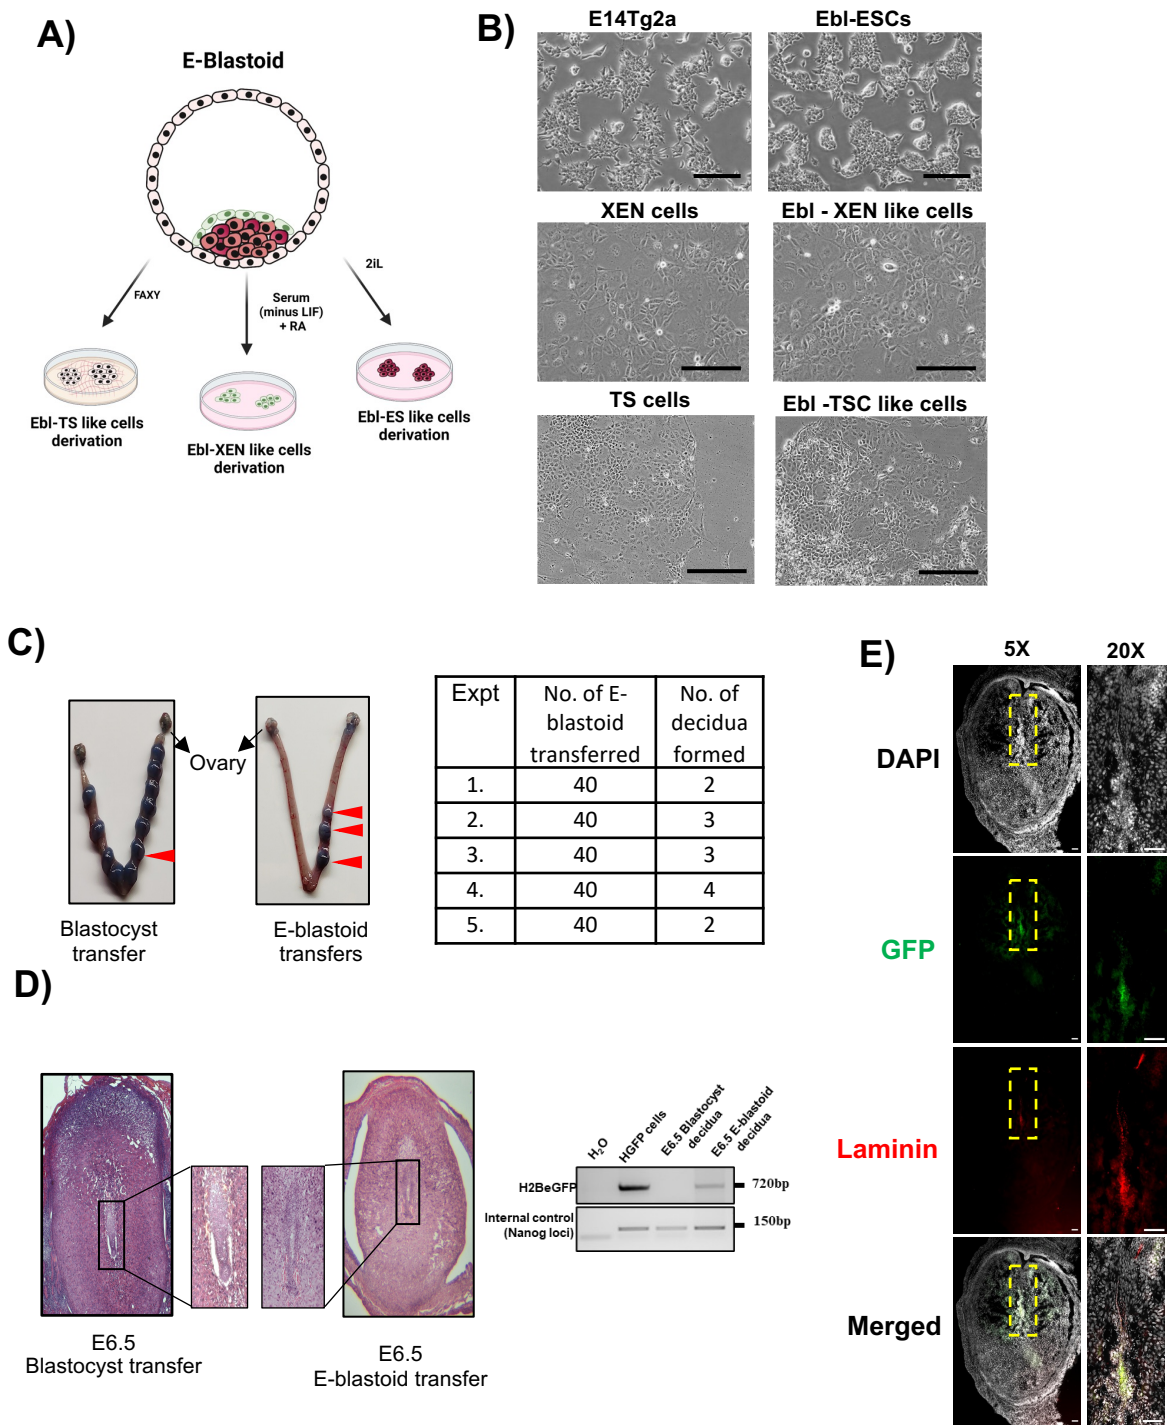 A)
E-Blastoid
FAXY
Serum
(minus LIF)
+ RA
2iL
Ebl-TS like cells
derivation
Ebl-XEN like cells
derivation
Ebl-ES like cells
derivation
B)
E14Tg2a
Ebl-ESCs
XEN cells
Ebl - XEN like cells
TS cells
Ebl -TSC like cells
C)
Ovary
Blastocyst
transfer
E-blastoid
transfers
Expt
No. of E-
blastoid
transferred
No. of
decidua
formed
1. 40 2
2. 40 3
3. 40 3
4. 40 4
5. 40 2
D)
E6.5
Blastocyst transfer
E6.5
E-blastoid transfer
H2O
HGFP cells
E6.5 Blastocyst
decidua
E6.5 E-blastoid
decidua
H2BeGFP
720bp
Internal control
(Nanog loci)
150bp
E)
5X
20X
DAPI
GFP
Laminin
Merged